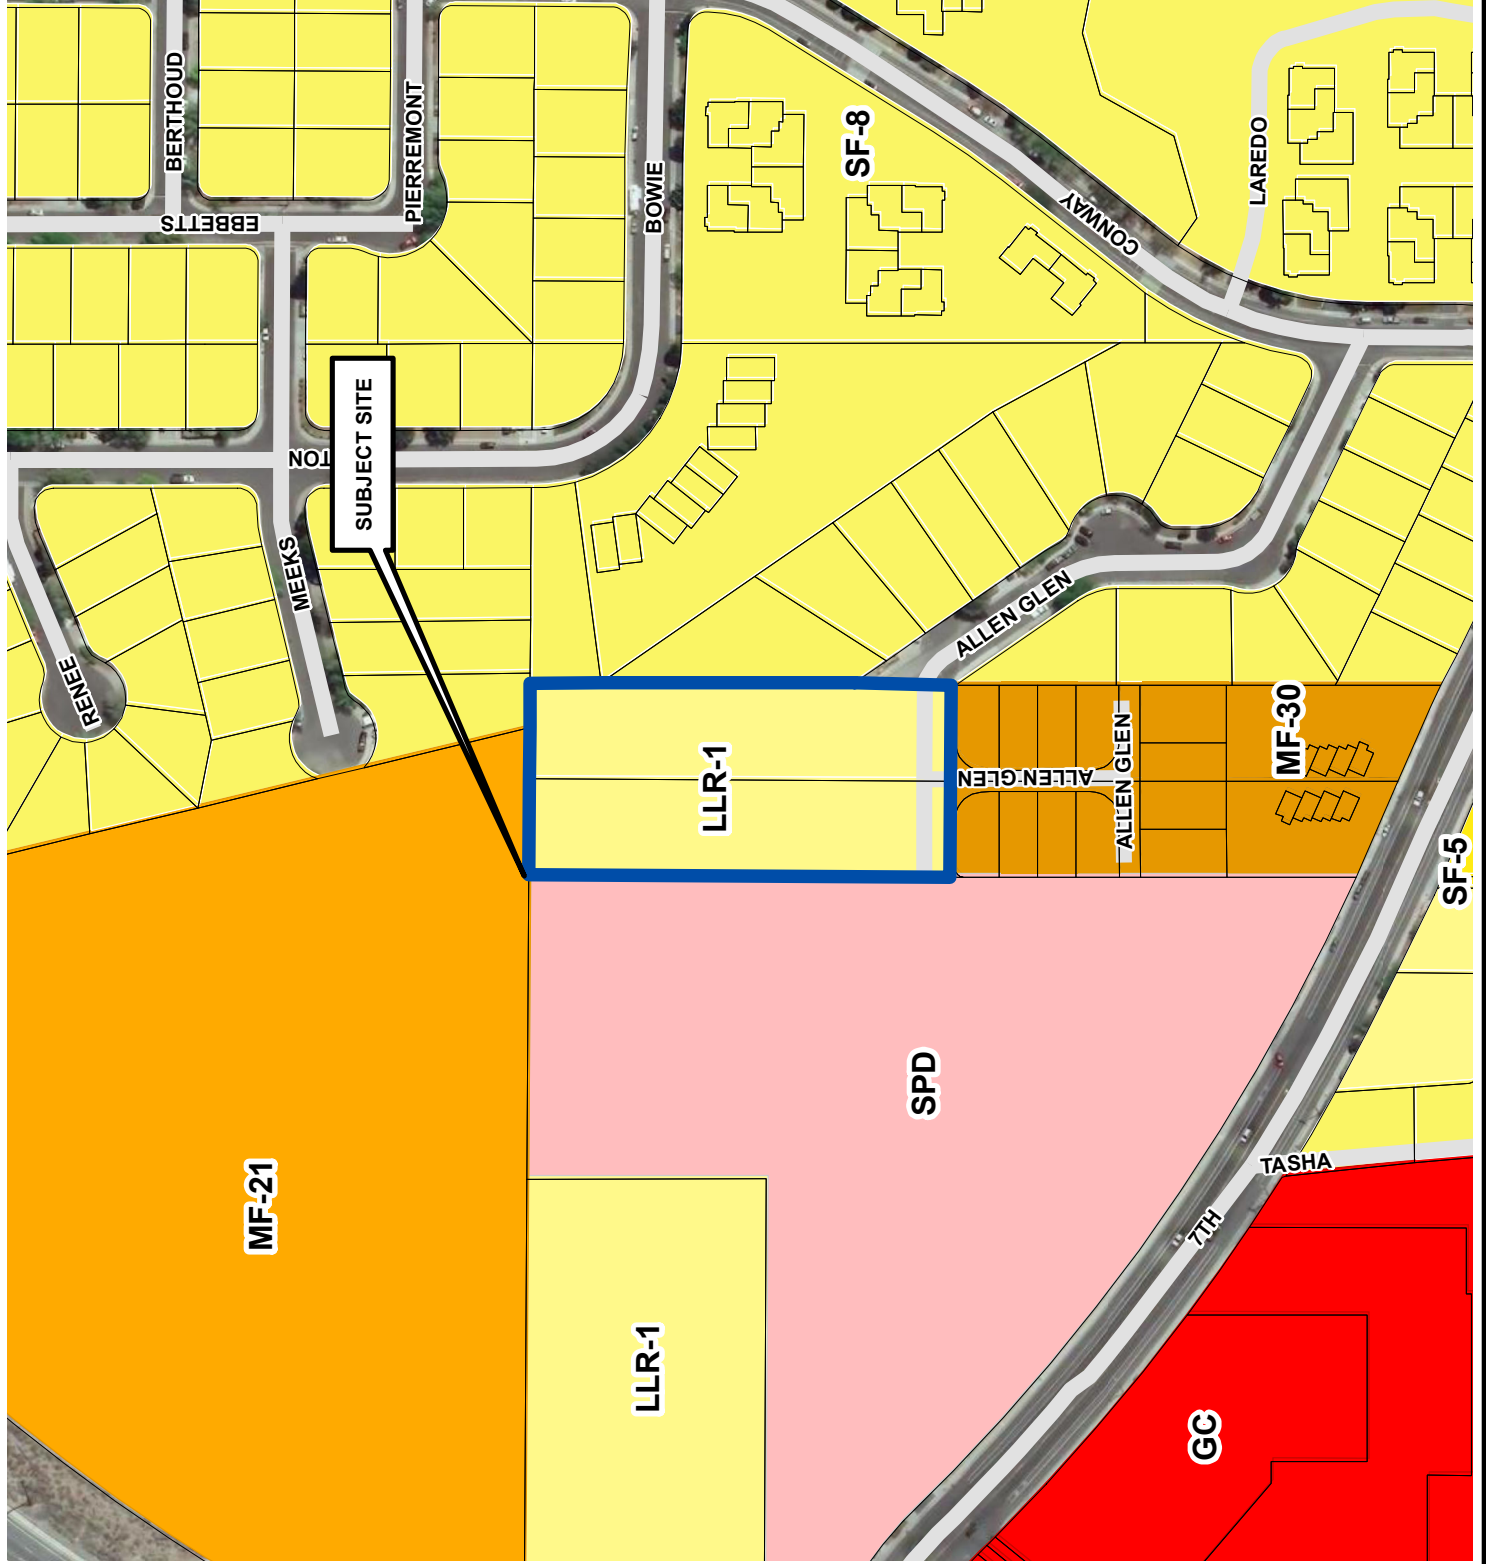 BERTHOUD
PIERREMONT
EBBETTS
BOWIE
SF-8
CONWAY
LAREDO
TON
SUBJECT SITE
MEEKS
RENEE
ALLEN GLEN
LLR-1
ALLEN GLEN
ALLEN GLEN
MF-30
SF-5
SPD
MF-21
TASHA
7TH
LLR-1
GC